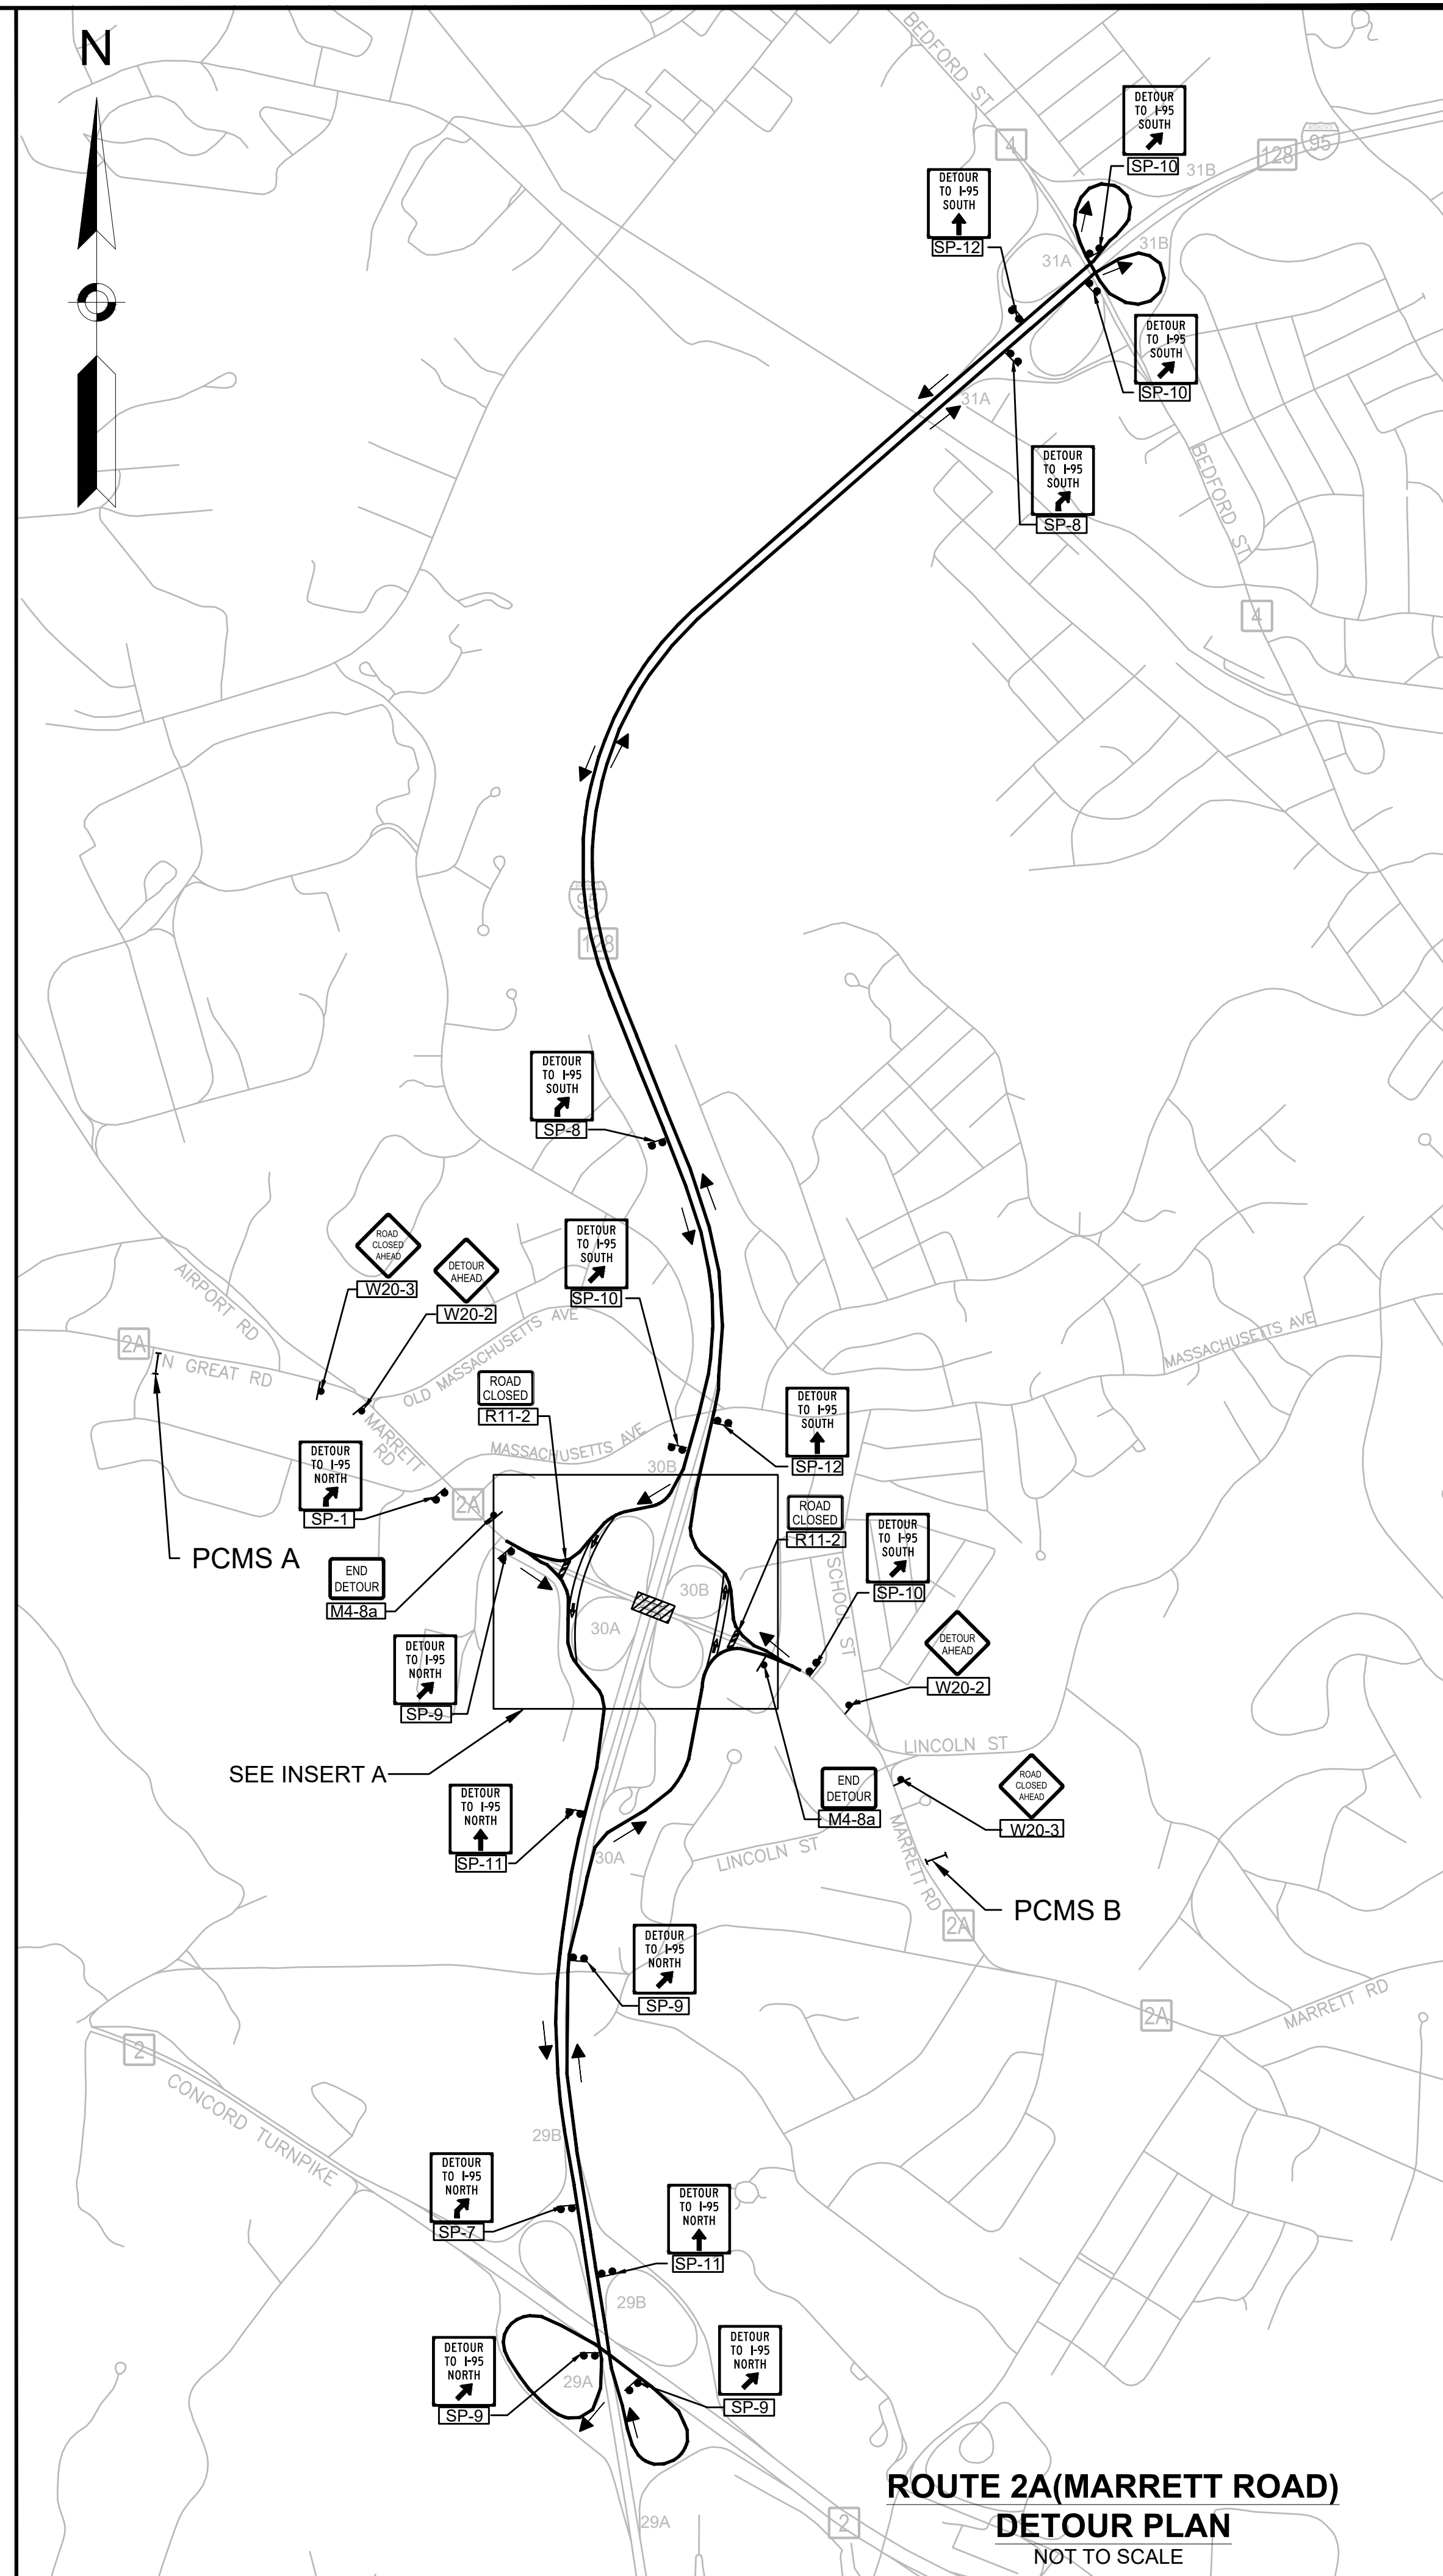 N
BEDFORD ST
4
DETOUR
TO I-95
SOUTH
SP-10
31B
128
95
DETOUR
TO I-95
SOUTH
SP-12
31A
31B
DETOUR
TO I-95
SOUTH
SP-10
31A
BEDFORD ST
DETOUR
TO I-95
SOUTH
SP-8
4
95
128
DETOUR
TO I-95
SOUTH
SP-8
ROAD
CLOSED
AHEAD
W20-3
DETOUR
AHEAD
W20-2
DETOUR
TO I-95
SOUTH
SP-10
AIRPORT RD
2A
N GREAT RD
OLD MASSACHUSETTS AVE
MASSACHUSETTS AVE
ROAD
CLOSED
R11-2
MARRETT
RD
MASSACHUSETTS AVE
DETOUR
TO I-95
SOUTH
SP-12
30B
DETOUR
TO I-95
NORTH
SP-1
2A
ROAD
CLOSED
R11-2
DETOUR
TO I-95
SOUTH
SP-10
PCMS A
END
DETOUR
M4-8a
30B
30A
SCHOOL ST
DETOUR
AHEAD
W20-2
DETOUR
TO I-95
NORTH
SP-9
LINCOLN ST
SEE INSERT A
DETOUR
TO I-95
NORTH
SP-11
END
DETOUR
M4-8a
ROAD
CLOSED
AHEAD
W20-3
30A
LINCOLN ST
MARRETT RD
PCMS B
2A
DETOUR
TO I-95
NORTH
SP-9
2A
MARRETT RD
2
CONCORD TURNPIKE
29B
DETOUR
TO I-95
NORTH
SP-7
DETOUR
TO I-95
NORTH
SP-11
29B
DETOUR
TO I-95
NORTH
SP-9
29A
DETOUR
TO I-95
NORTH
SP-9
29A
2
ROUTE 2A(MARRETT ROAD)
DETOUR PLAN
NOT TO SCALE